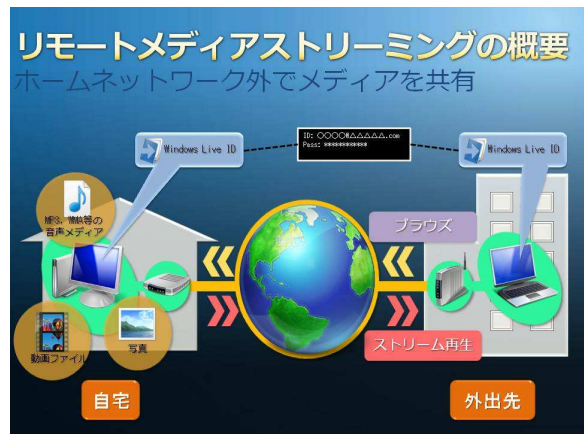 リモートメディアストリーミングの概要
ホームネットワーク外でメディアを共有
Windows Live ID
ID: ○○○○@△△△△△.com
Pass: ***********
Windows Live ID
MP3、WMA等の
音声メディア
ブラウズ
動画ファイル
写真
ストリーム再生
自宅
外出先